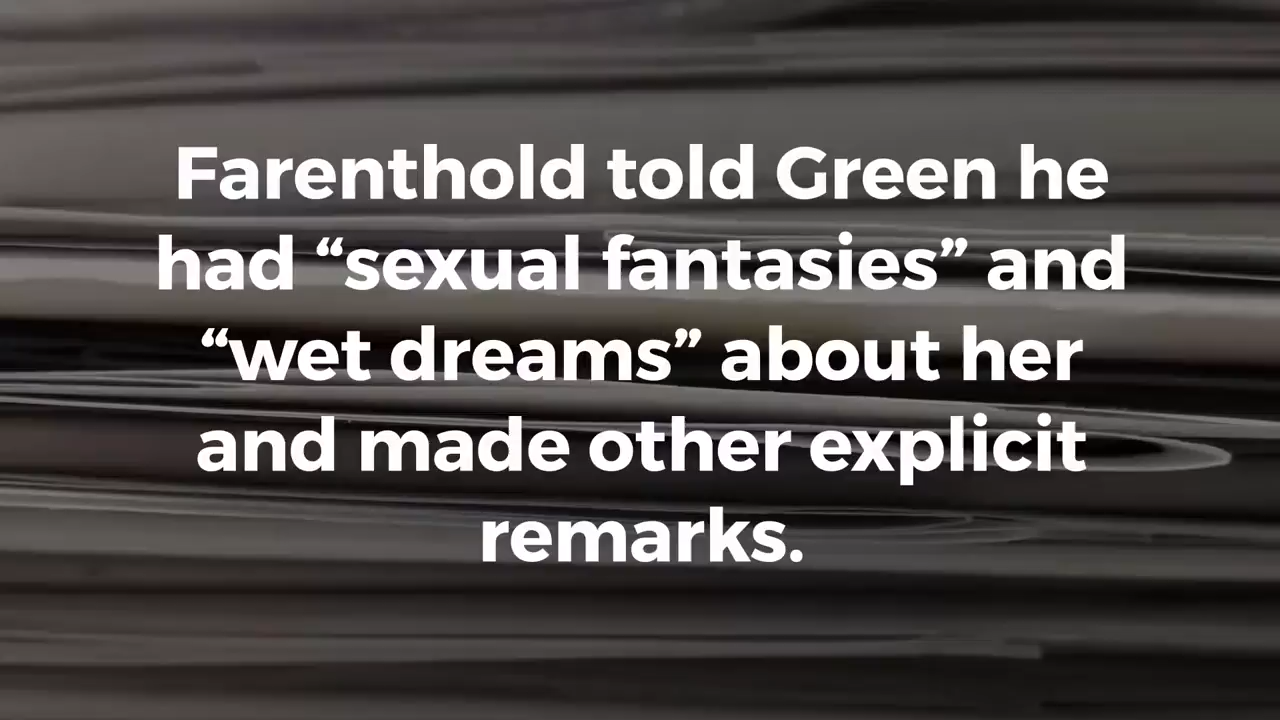 Farenthold told Green he
had “sexual fantasies” and
“wet dreams” about her
and made other explicit
remarks.